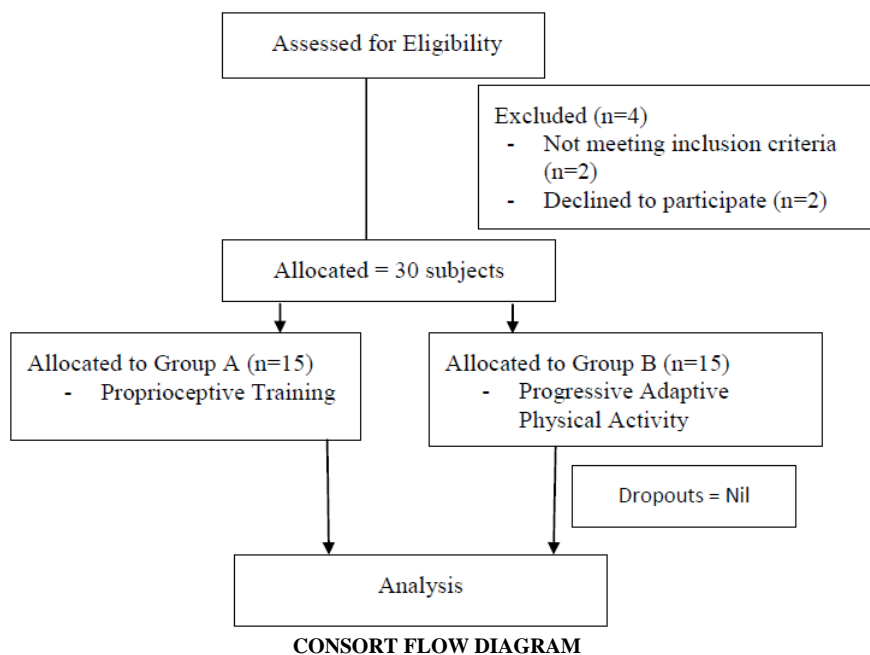 Assessed for Eligibility
Excluded (n=4)
- Not meeting inclusion criteria
(n=2)
- Declined to participate (n=2)
Allocated = 30 subjects
Allocated to Group A (n=15)
- Proprioceptive Training
Allocated to Group B (n=15)
- Progressive Adaptive
Physical Activity
Dropouts = Nil
Analysis
CONSORT FLOW DIAGRAM